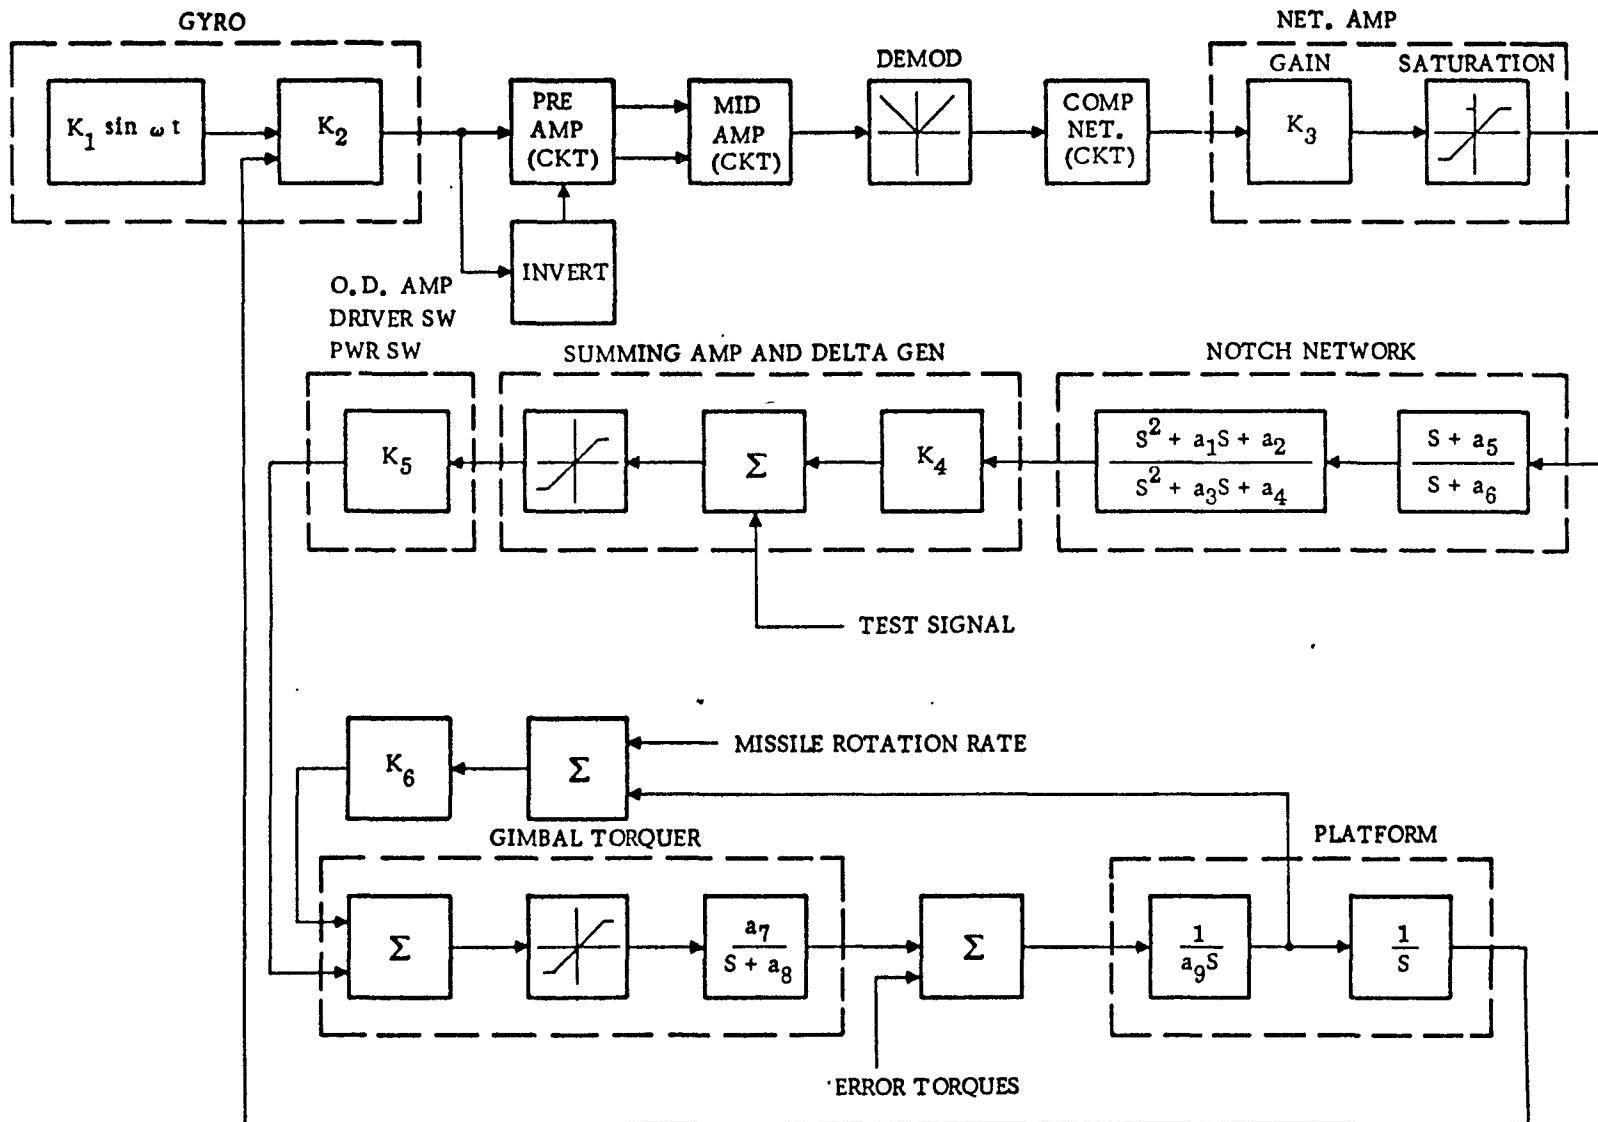 GYRO
K1 sin ω t
K2
PRE
AMP
(CKT)
MID
AMP
(CKT)
DEMOD
COMP
NET.
(CKT)
NET. AMP
GAIN
K3
SATURATION
INVERT
O.D. AMP
DRIVER SW
PWR SW
K5
SUMMING AMP AND DELTA GEN
Σ
K4
NOTCH NETWORK
S² + a1S + a2
S² + a3S + a4
S + a5
S + a6
TEST SIGNAL
K6
Σ
MISSILE ROTATION RATE
GIMBAL TORQUER
Σ
a7
S + a8
Σ
PLATFORM
1
a9S
1
S
ERROR TORQUES